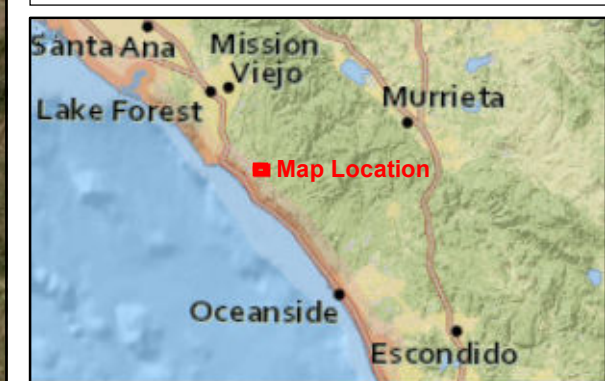 Santa Ana
Mission
Viejo
Lake Forest
Murrieta
Map Location
Oceanside
Escondido